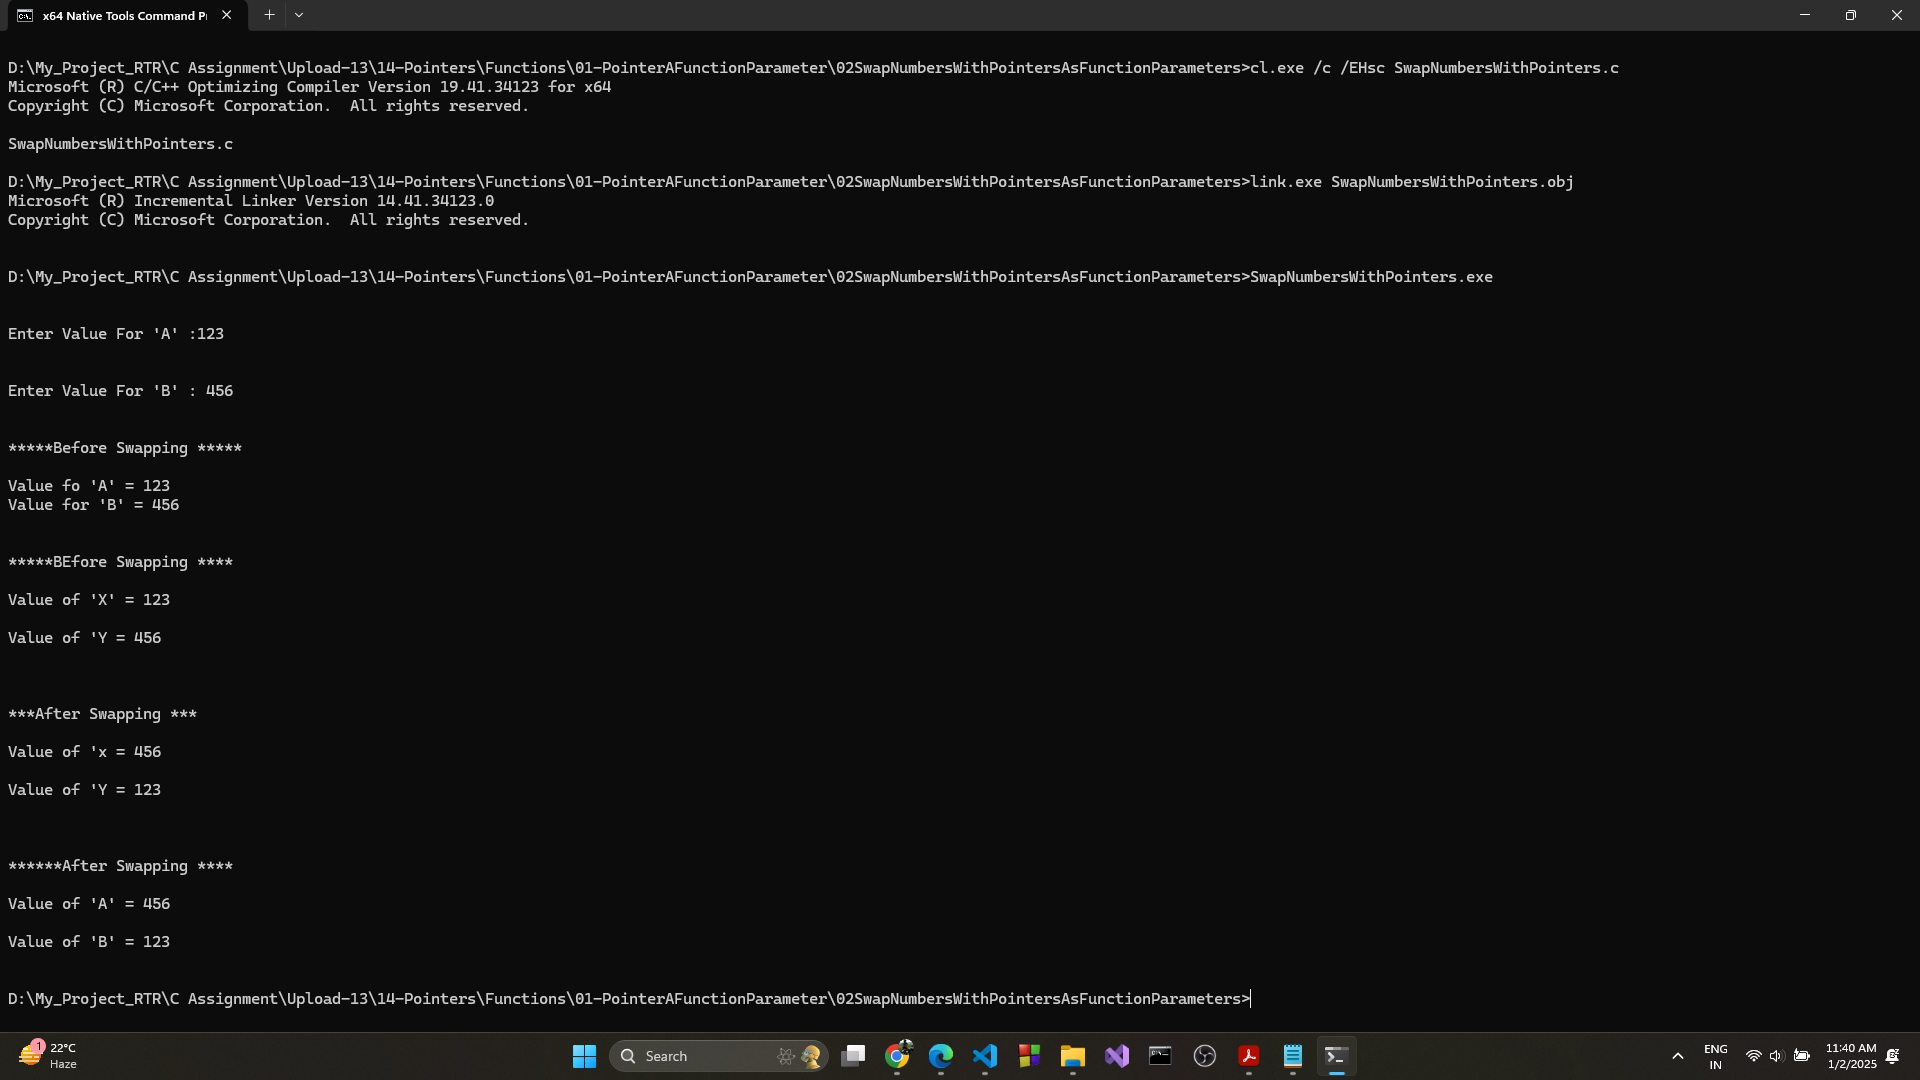 x64 Native Tools Command P
D:\My_Project_RTR\C Assignment\Upload-13\14-Pointers\Functions\01-PointerAFunctionParameter\02SwapNumbersWithPointersAsFunctionParameters>cl.exe /c /EHsc SwapNumbersWithPointers.c
Microsoft (R) C/C++ Optimizing Compiler Version 19.41.34123 for x64
Copyright (C) Microsoft Corporation.  All rights reserved.
SwapNumbersWithPointers.c
D:\My_Project_RTR\C Assignment\Upload-13\14-Pointers\Functions\01-PointerAFunctionParameter\02SwapNumbersWithPointersAsFunctionParameters>link.exe SwapNumbersWithPointers.obj
Microsoft (R) Incremental Linker Version 14.41.34123.0
Copyright (C) Microsoft Corporation.  All rights reserved.
D:\My_Project_RTR\C Assignment\Upload-13\14-Pointers\Functions\01-PointerAFunctionParameter\02SwapNumbersWithPointersAsFunctionParameters>SwapNumbersWithPointers.exe
Enter Value For 'A' :123
Enter Value For 'B' : 456
*****Before Swapping *****
Value fo 'A' = 123
Value for 'B' = 456
*****BEfore Swapping ****
Value of 'X' = 123
Value of 'Y = 456
***After Swapping ***
Value of 'x = 456
Value of 'Y = 123
******After Swapping ****
Value of 'A' = 456
Value of 'B' = 123
D:\My_Project_RTR\C Assignment\Upload-13\14-Pointers\Functions\01-PointerAFunctionParameter\02SwapNumbersWithPointersAsFunctionParameters>
1
22°C
Haze
Search
ENG
IN
11:40 AM
1/2/2025